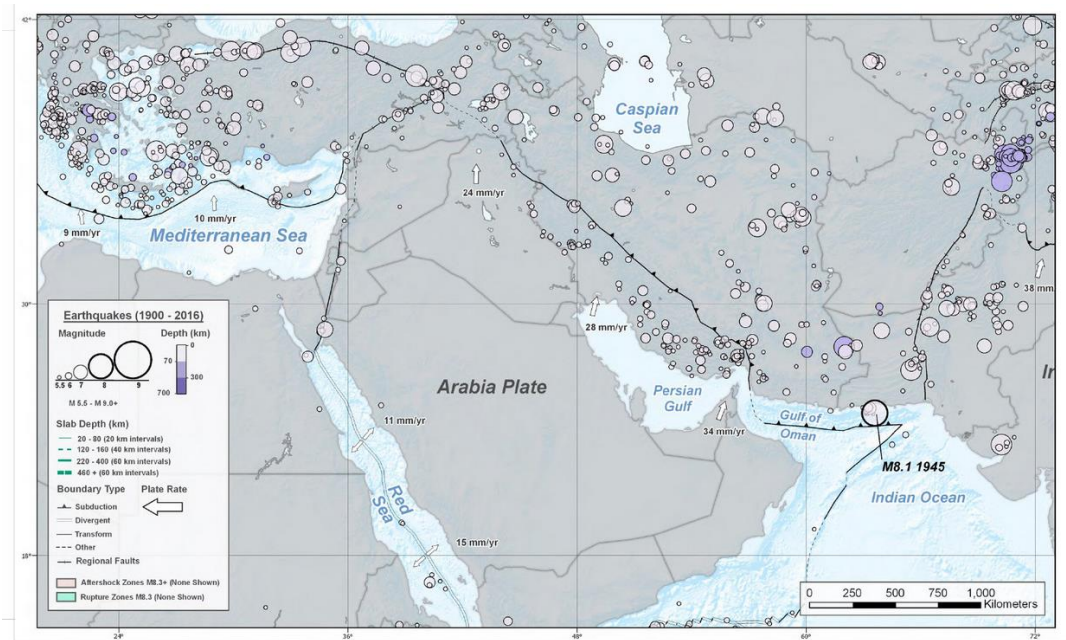 42°
Caspian
Sea
24 mm/yr
10 mm/yr
9 mm/yr
Mediterranean Sea
38 mm
30°
28 mm/yr
Earthquakes (1900 - 2016)
Magnitude
Depth (km)
0
70
300
700
5.5 6 7 8 9
M 5.5 - M 9.0+
Slab Depth (km)
20 - 80 (20 km intervals)
120 - 160 (40 km intervals)
220 - 400 (60 km intervals)
460 + (60 km intervals)
Boundary Type
Plate Rate
Subduction
Divergent
Transform
Other
Regional Faults
Aftershock Zones M8.3+ (None Shown)
Rupture Zones M8.3 (None Shown)
Arabia Plate
Persian
Gulf
In
34 mm/yr
Gulf of
Oman
11 mm/yr
M8.1 1945
Indian Ocean
Red
Sea
15 mm/yr
0 250 500 750 1,000
Kilometers
24°
36°
48°
60°
72°